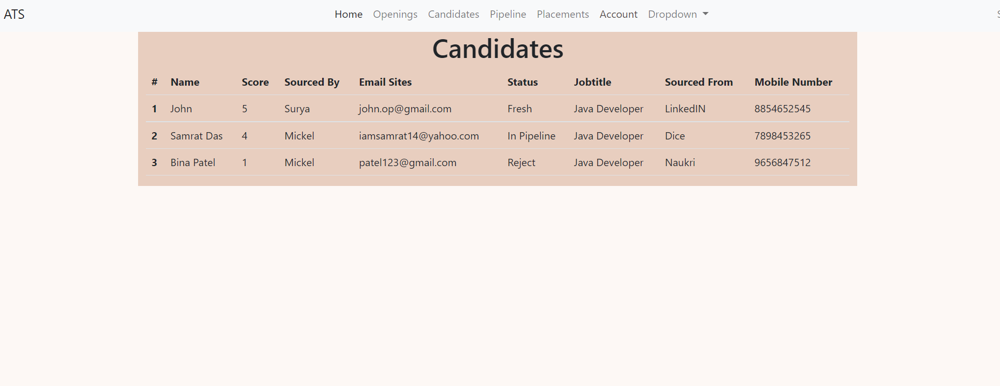 ATS Home Openings Candidates Pipeline Placements Account Dropdown
Candidates
# Name Score Sourced By Email Sites Status Jobtitle Sourced From Mobile Number
1 John 5 Surya john.op@gmail.com Fresh Java Developer LinkedIN 8854652545
2 Samrat Das 4 Mickel iamsamrat14@yahoo.com In Pipeline Java Developer Dice 7898453265
3 Bina Patel 1 Mickel patel123@gmail.com Reject Java Developer Naukri 9656847512